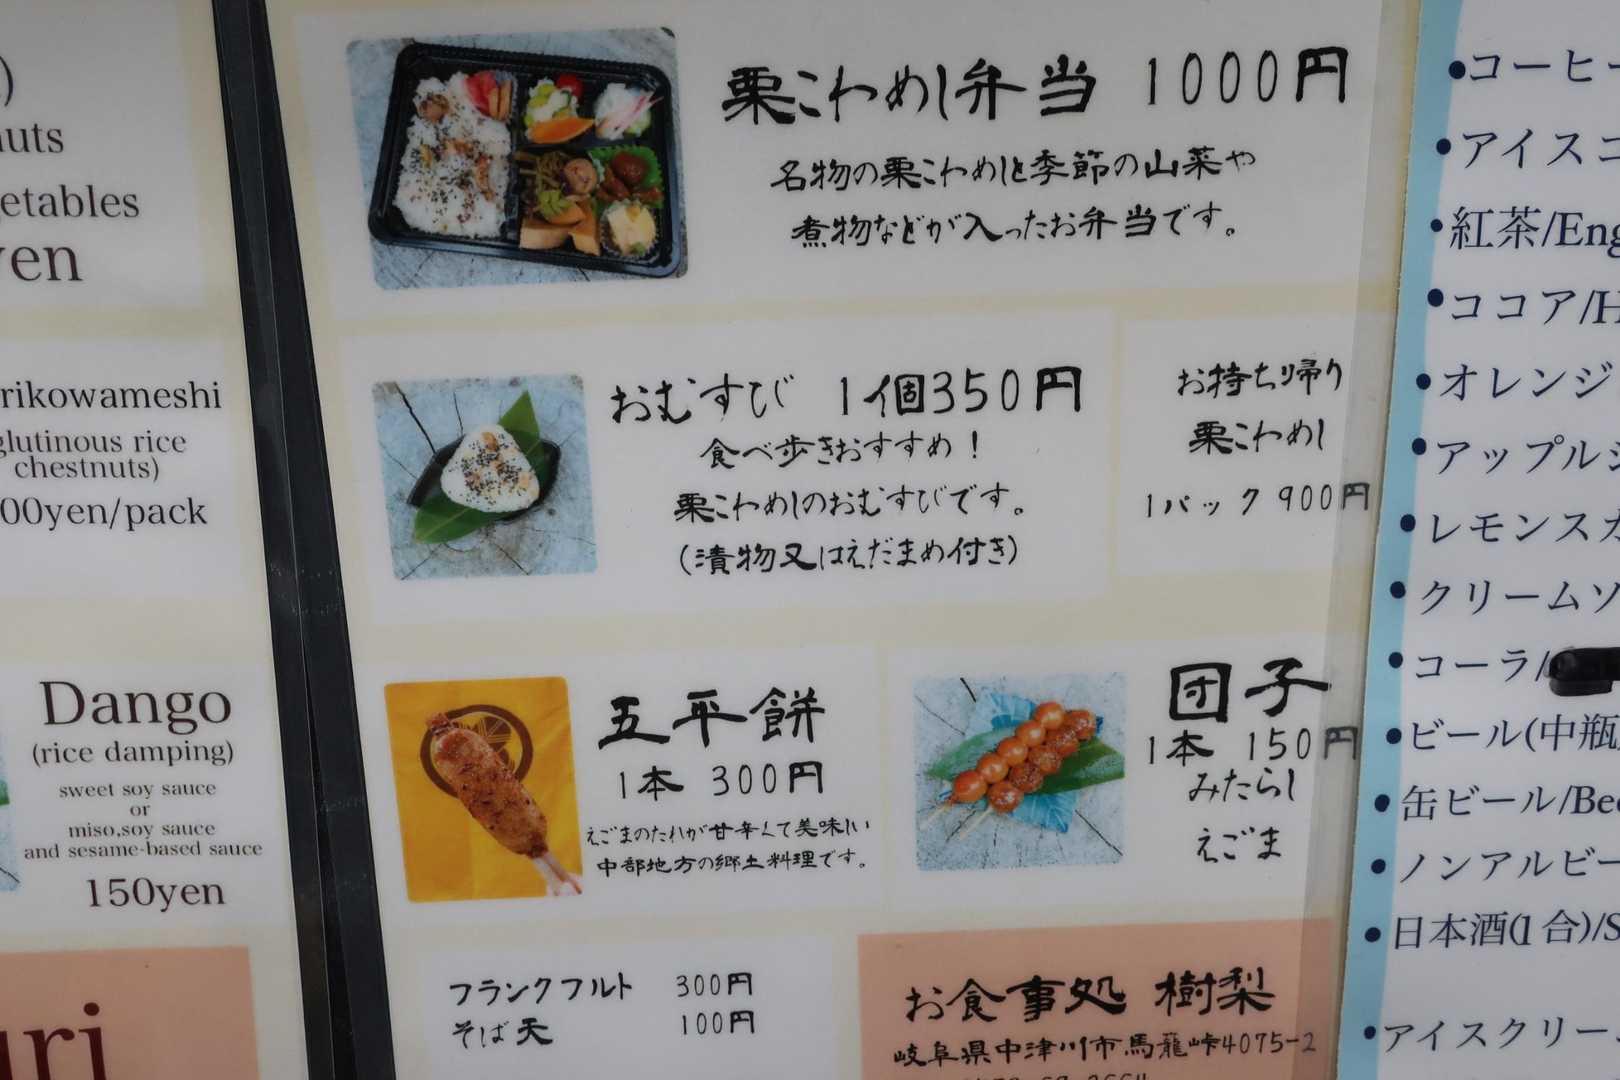 etables
yen
rikowameshi
glutinous rice
chestnuts)
00yen/pack
Dango
(rice damping)
sweet soy sauce
or
miso,soy sauce
and sesame-based sauce
150yen
栗こわめし弁当 1000円
名物の栗こわめしと季節の山菜や
煮物などが入ったお弁当です。
おむすび 1個350円
食べ歩きおすすめ！
栗こわめしのおむすびです。
(漬物又はえだまめ付き)
お持ち帰り
栗こわめし
1パック 900円
五平餅
1本 300円
えごまのたれが甘辛くて美味しい
中部地方の郷土料理です。
団子
1本 150円
みたらし
えごま
フランクフルト 300円
そば天 100円
お食事処 樹梨
岐阜県中津川市馬籠峠4075-2
•コーヒー
•アイスコ
•紅茶/Eng
•ココア/H
•オレンジ
•アップルジ
•レモンスカ
•クリームソ
•コーラ/
•ビール(中瓶
•缶ビール/Bee
•ノンアルビー
•日本酒(1合)/S
•アイスクリー